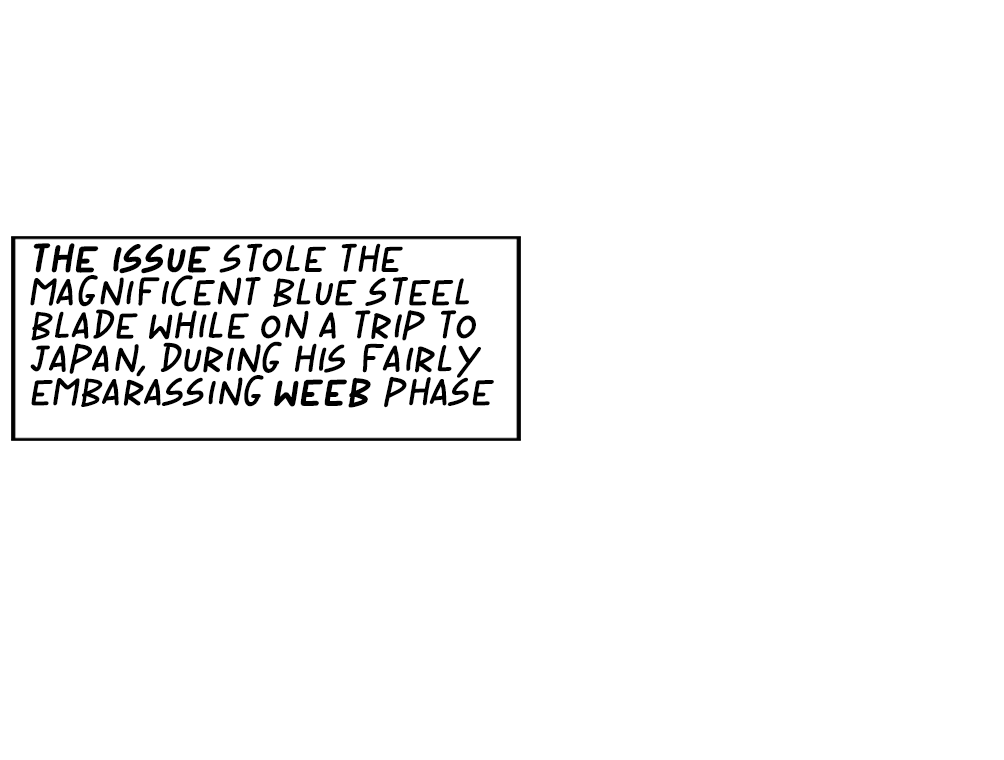 THE ISSUE STOLE THE
MAGNIFICENT BLUE STEEL
BLADE WHILE ON A TRIP TO
JAPAN, DURING HIS FAIRLY
EMBARASSING WEEB PHASE